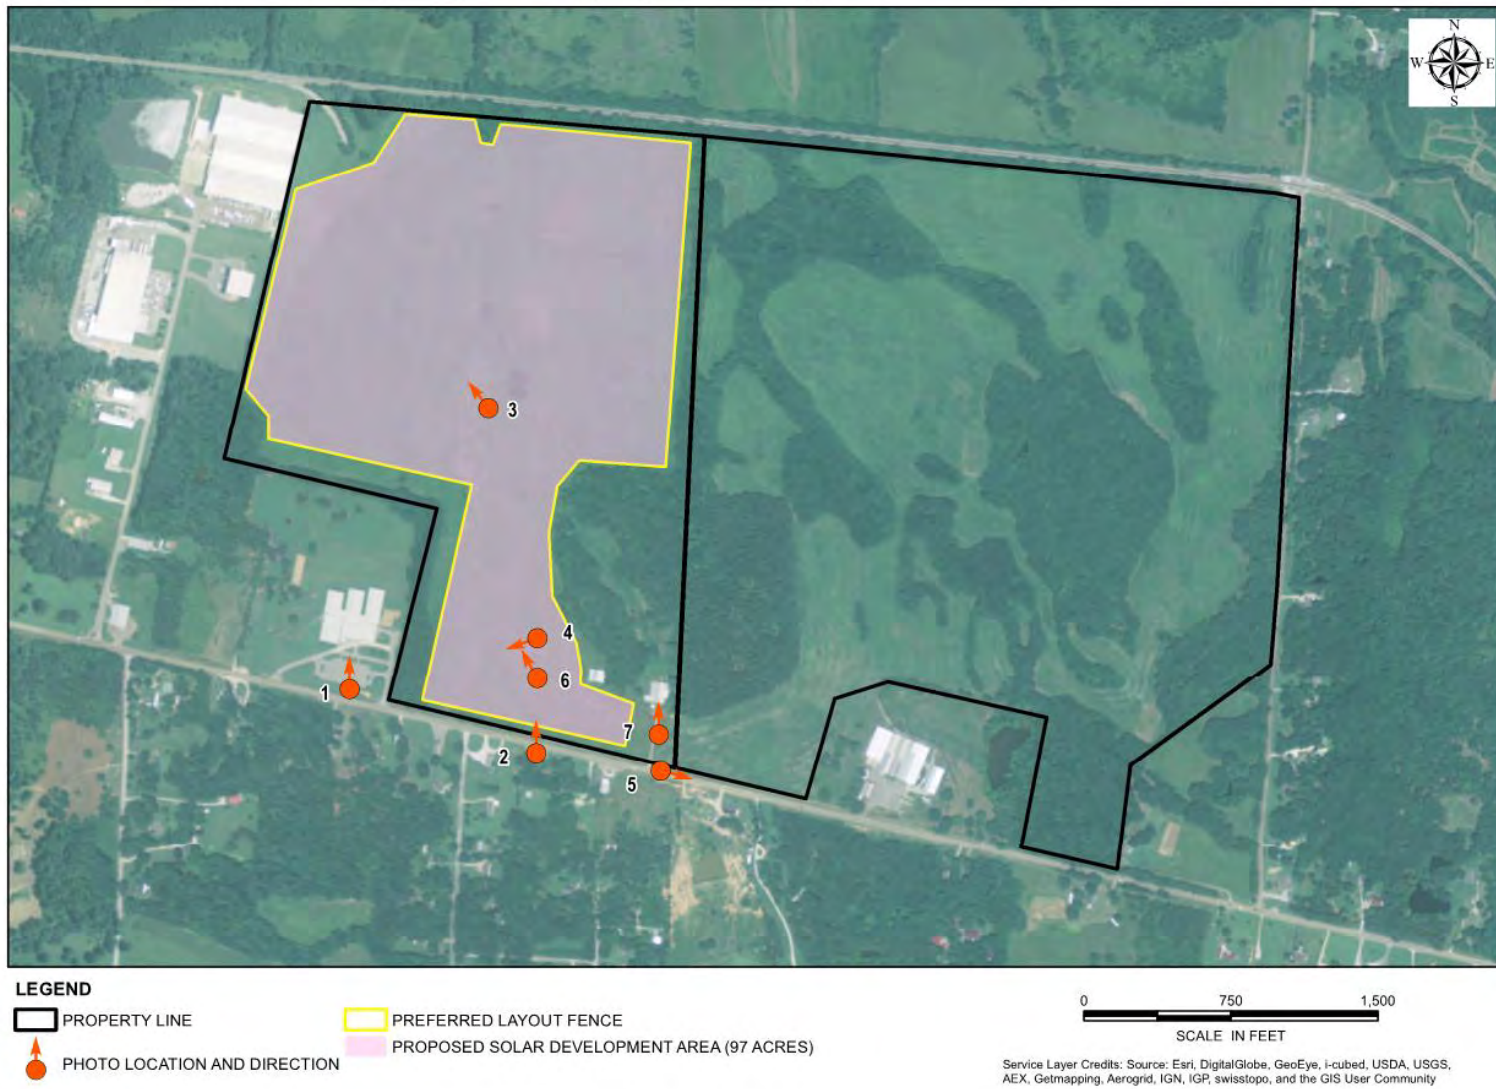 N
W E
S
3
4
6
1
7
2
5
LEGEND
PROPERTY LINE
PREFERRED LAYOUT FENCE
PHOTO LOCATION AND DIRECTION
PROPOSED SOLAR DEVELOPMENT AREA (97 ACRES)
0 750 1,500
SCALE IN FEET
Service Layer Credits: Source: Esri, DigitalGlobe, GeoEye, i-cubed, USDA, USGS,
AEX, Getmapping, Aerogrid, IGN, IGP, swisstopo, and the GIS User Community